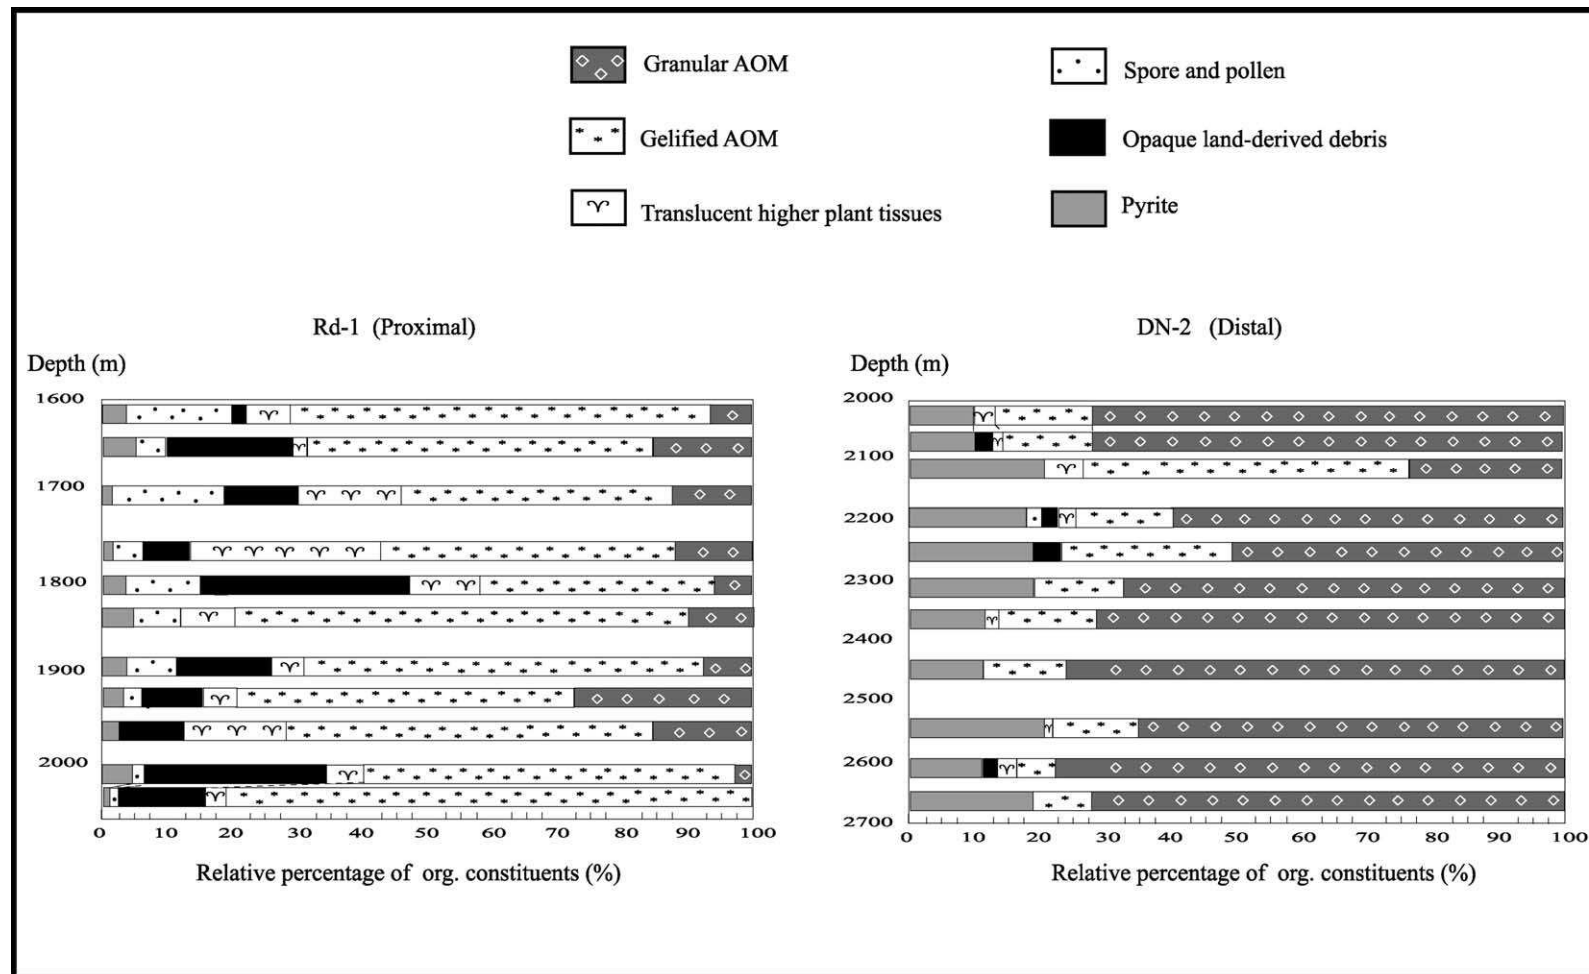 Granular AOM
Spore and pollen
Gelified AOM
Opaque land-derived debris
Translucent higher plant tissues
Pyrite
Rd-1 (Proximal)
DN-2 (Distal)
Depth (m)
Depth (m)
1600
1700
1800
1900
2000
0 10 20 30 40 50 60 70 80 90 100
Relative percentage of org. constituents (%)
2000
2100
2200
2300
2400
2500
2600
2700
0 10 20 30 40 50 60 70 80 90 100
Relative percentage of org. constituents (%)